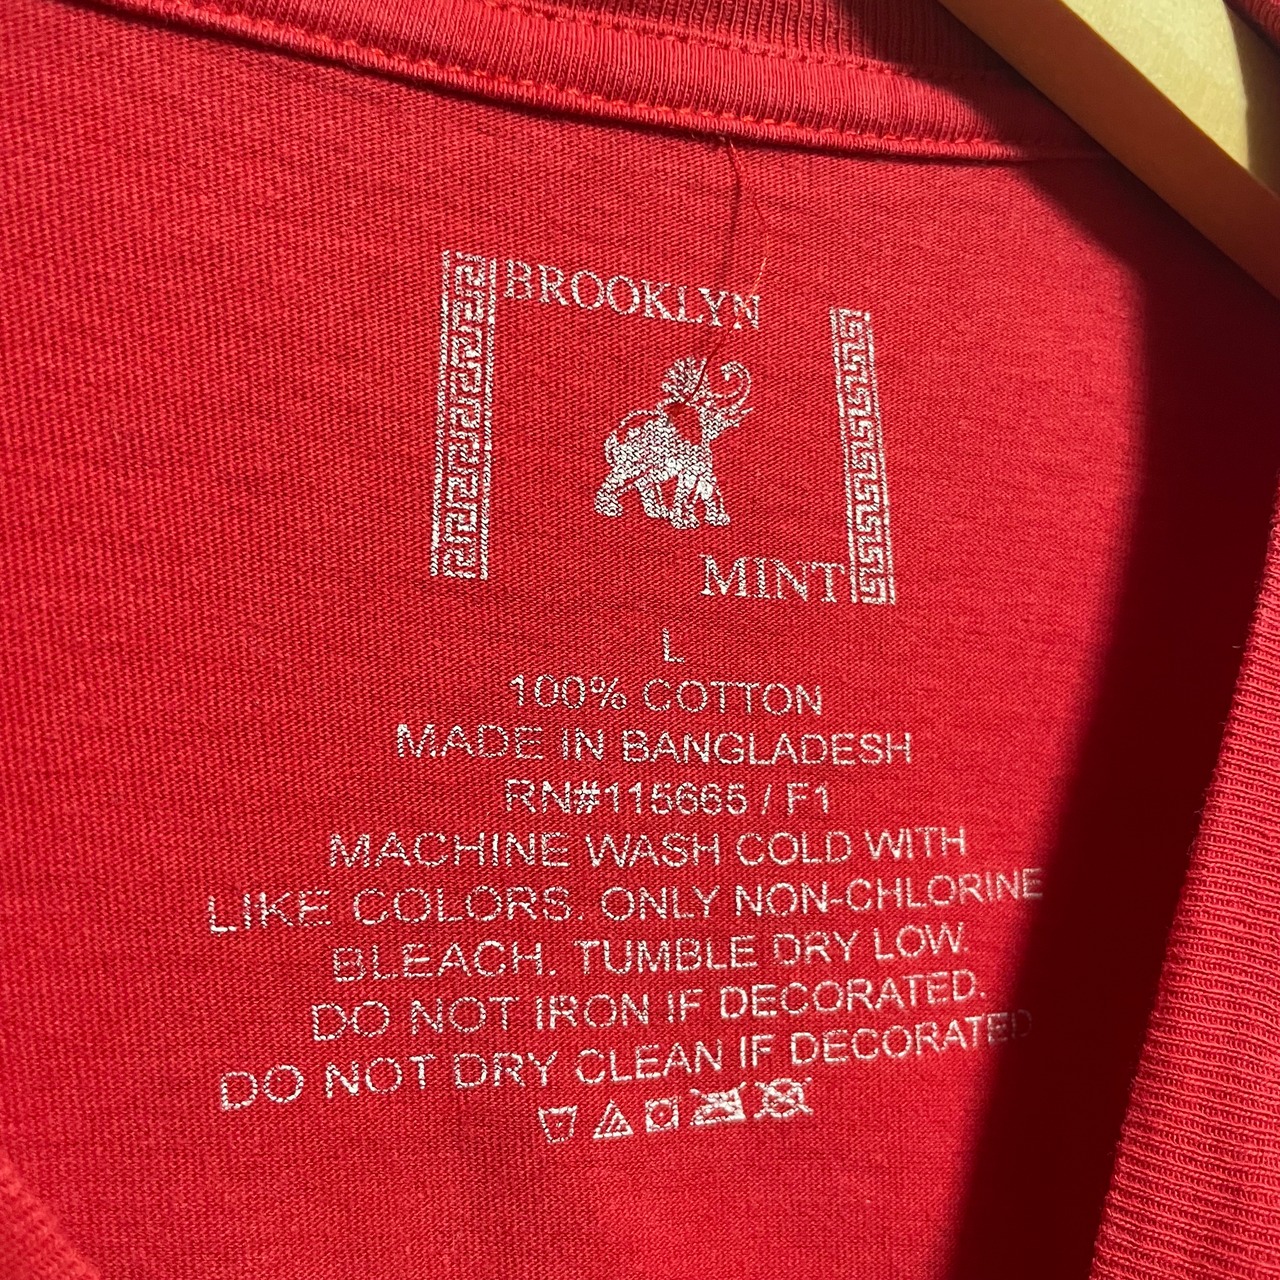 BROOKLYN
MINT
L
100% COTTON
MADE IN BANGLADESH
RN#115665 / F1
MACHINE WASH COLD WITH
LIKE COLORS. ONLY NON-CHLORINE
BLEACH. TUMBLE DRY LOW.
DO NOT IRON IF DECORATED.
DO NOT DRY CLEAN IF DECORATED